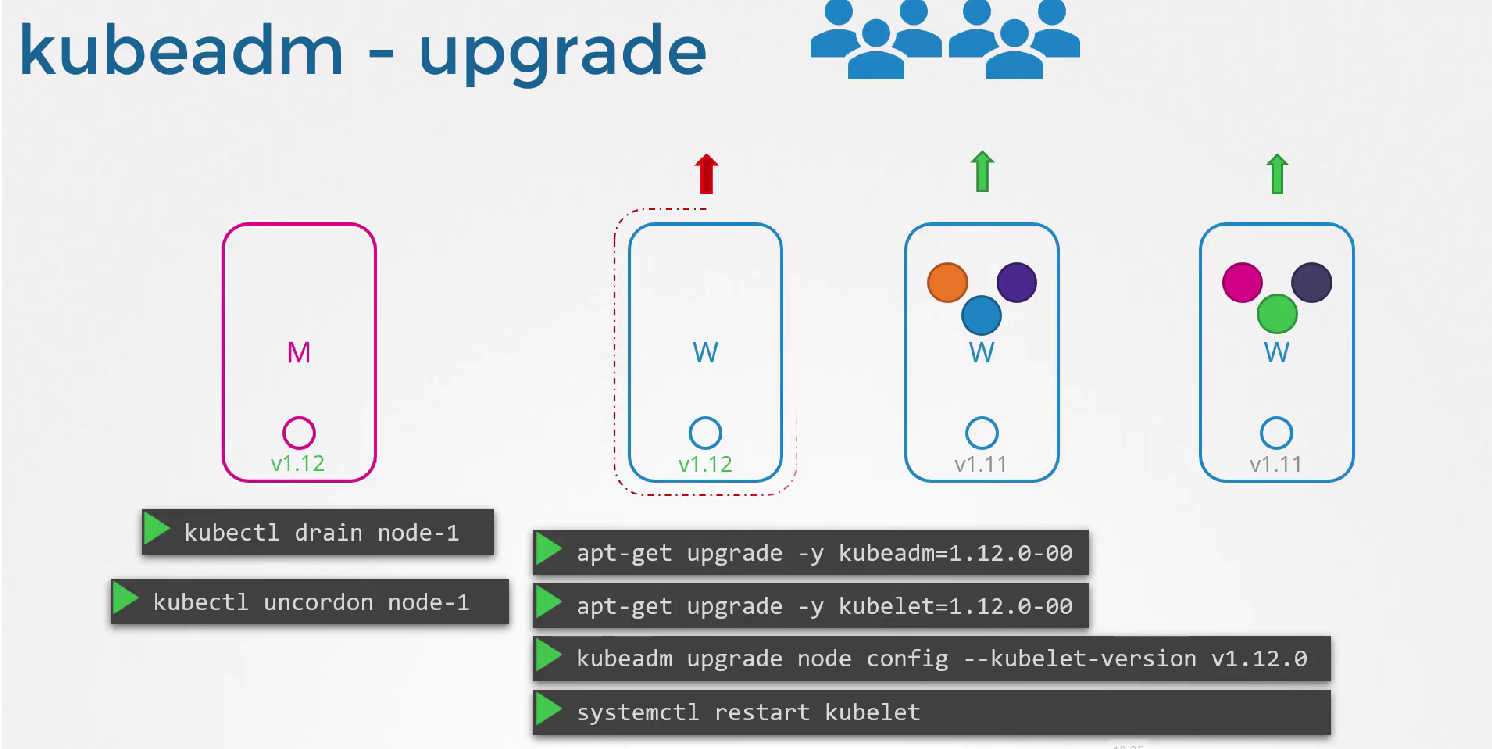 kubeadm - upgrade
M
v1.12
W
v1.12
W
v1.11
W
v1.11
kubectl drain node-1
kubectl uncordon node-1
apt-get upgrade -y kubeadm=1.12.0-00
apt-get upgrade -y kubelet=1.12.0-00
kubeadm upgrade node config --kubelet-version v1.12.0
systemctl restart kubelet